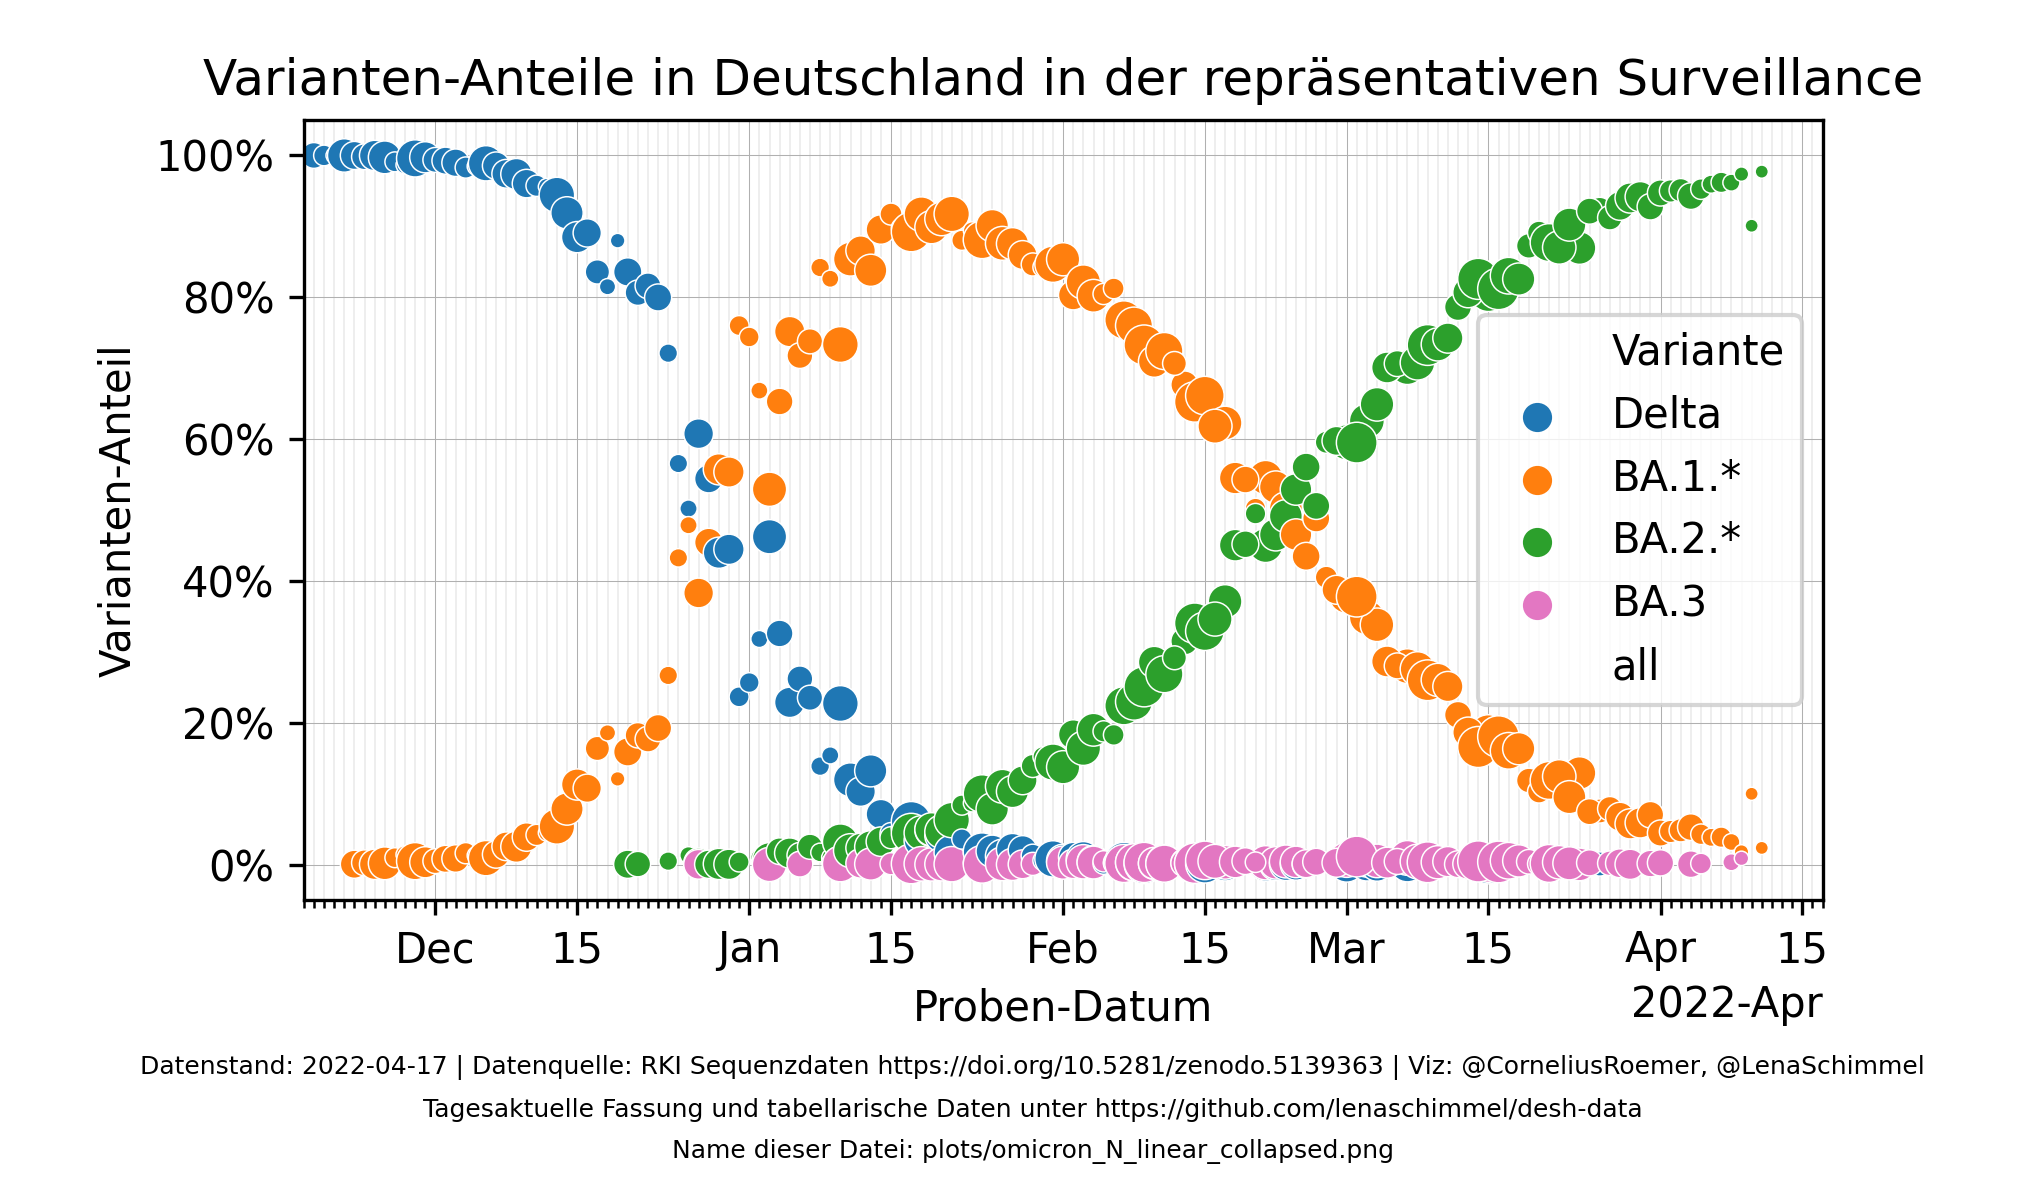 Varianten-Anteile in Deutschland in der repräsentativen Surveillance
Varianten-Anteil
100%
80%
60%
40%
20%
0%
Variante
Delta
BA.1.*
BA.2.*
BA.3
all
Dec 15 Jan 15 Feb 15 Mar 15 Apr 15
Proben-Datum
2022-Apr
Datenstand: 2022-04-17 | Datenquelle: RKI Sequenzdaten https://doi.org/10.5281/zenodo.5139363 | Viz: @CorneliusRoemer, @LenaSchimmel
Tagesaktuelle Fassung und tabellarische Daten unter https://github.com/lenaschimmel/desh-data
Name dieser Datei: plots/omicron_N_linear_collapsed.png